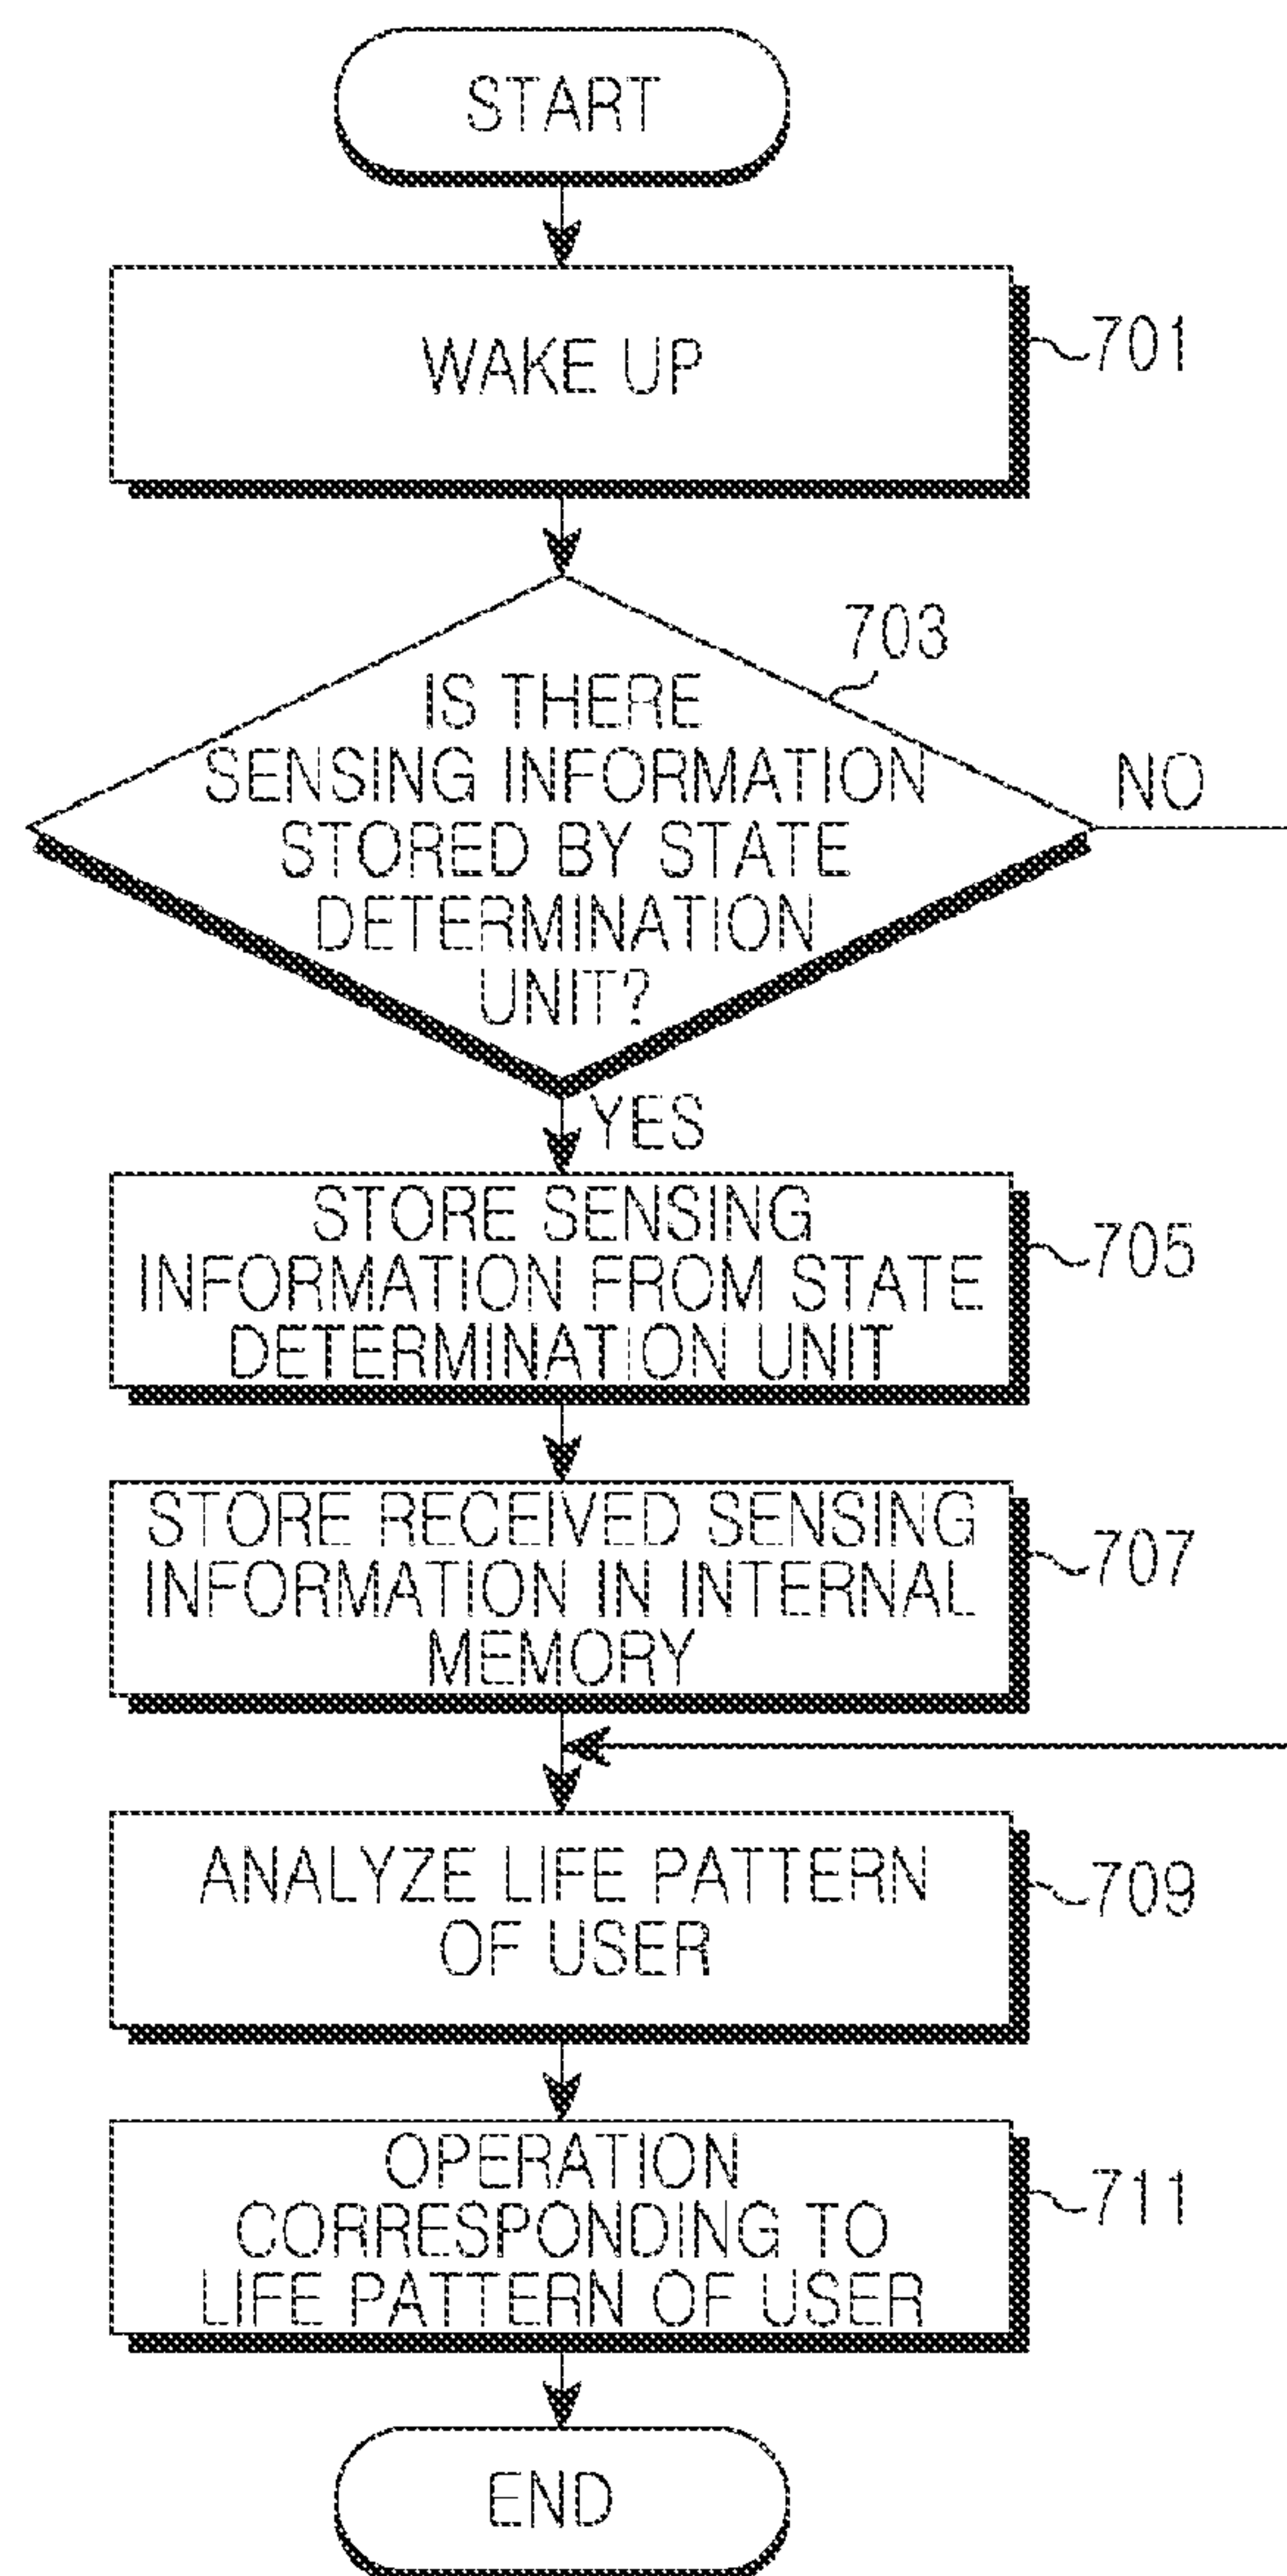 START
WAKE UP
701
703
IS THERE
SENSING INFORMATION
STORED BY STATE
DETERMINATION
UNIT?
NO
YES
STORE SENSING
INFORMATION FROM STATE
DETERMINATION UNIT
705
STORE RECEIVED SENSING
INFORMATION IN INTERNAL
MEMORY
707
ANALYZE LIFE PATTERN
OF USER
709
OPERATION
CORRESPONDING TO
LIFE PATTERN OF USER
711
END